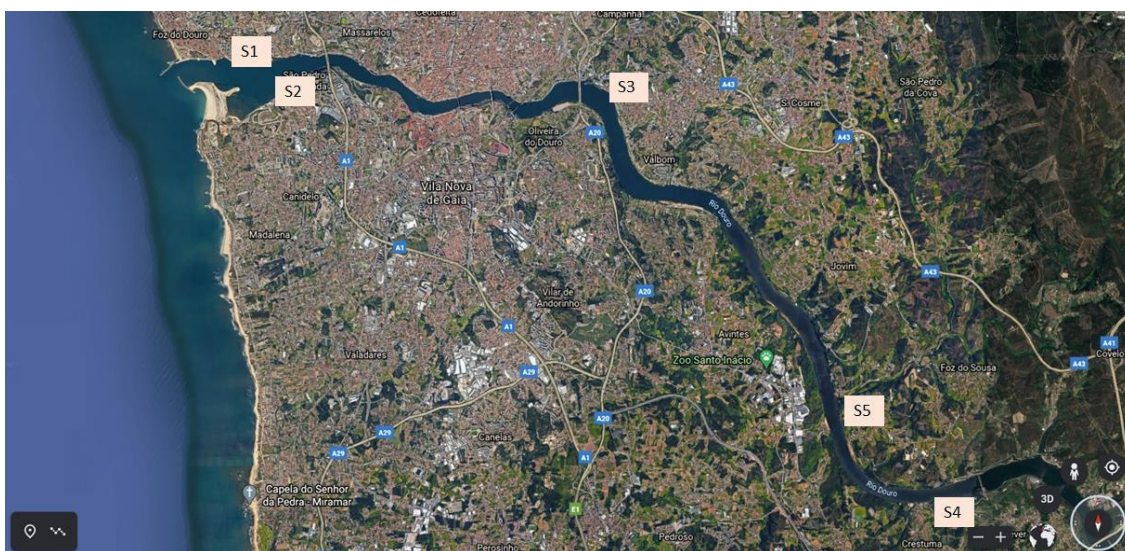 Foz do Douro
S1
Massarelos
Cedofeita
Campanhã
S2
São Pedro
S3
A43
S. Cosme
São Pedro
da Cova
A43
A1
Oliveira
do Douro
A20
Valbom
Vila Nova
de Gaia
Canidelo
Rio Douro
Madalena
A1
Jovim
A43
A20
Vilar de
Andorinho
A1
Avintes
Valadares
Zoo Santo Inácio
A29
A41
Covelo
A43
Foz do Sousa
S5
A20
A29
Canelas
A29
A1
Capela do Senhor
da Pedra - Miramar
Rio Douro
S4
3D
E1
Perosinho
Pedroso
Crestuma